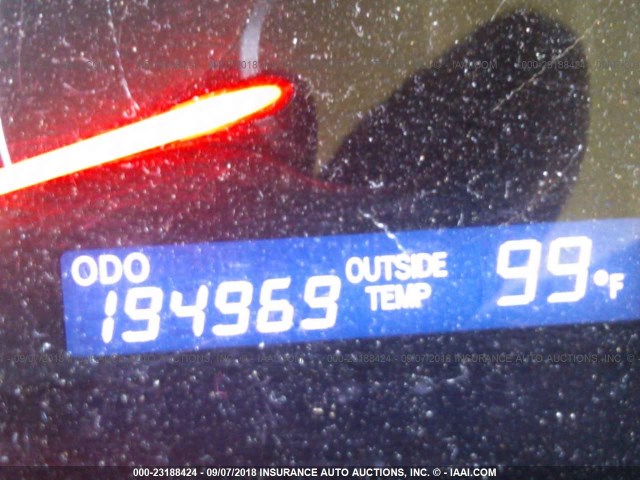 ODO
194969
OUTSIDE
TEMP
99°F
000-23188424 - 09/07/2018 INSURANCE AUTO AUCTIONS, INC. © - IAAI.COM